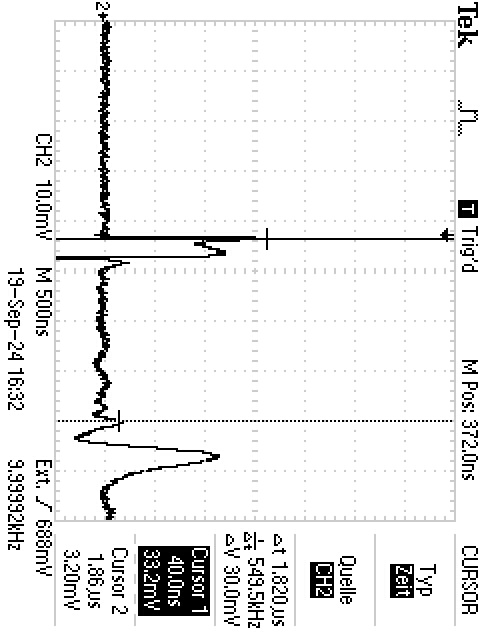 Tek T Trig'd M Pos: 372.0ns CURSOR
Typ
Zeit
Quelle
CH2
Δt 1.820µs
1/Δt 549.5kHz
ΔV 30.0mV
Cursor 1
40.0ns
33.2mV
Cursor 2
1.86µs
3.20mV
2
CH2 10.0mV M 500ns Ext / 688mV
19-Sep-24 16:32 9.99992kHz